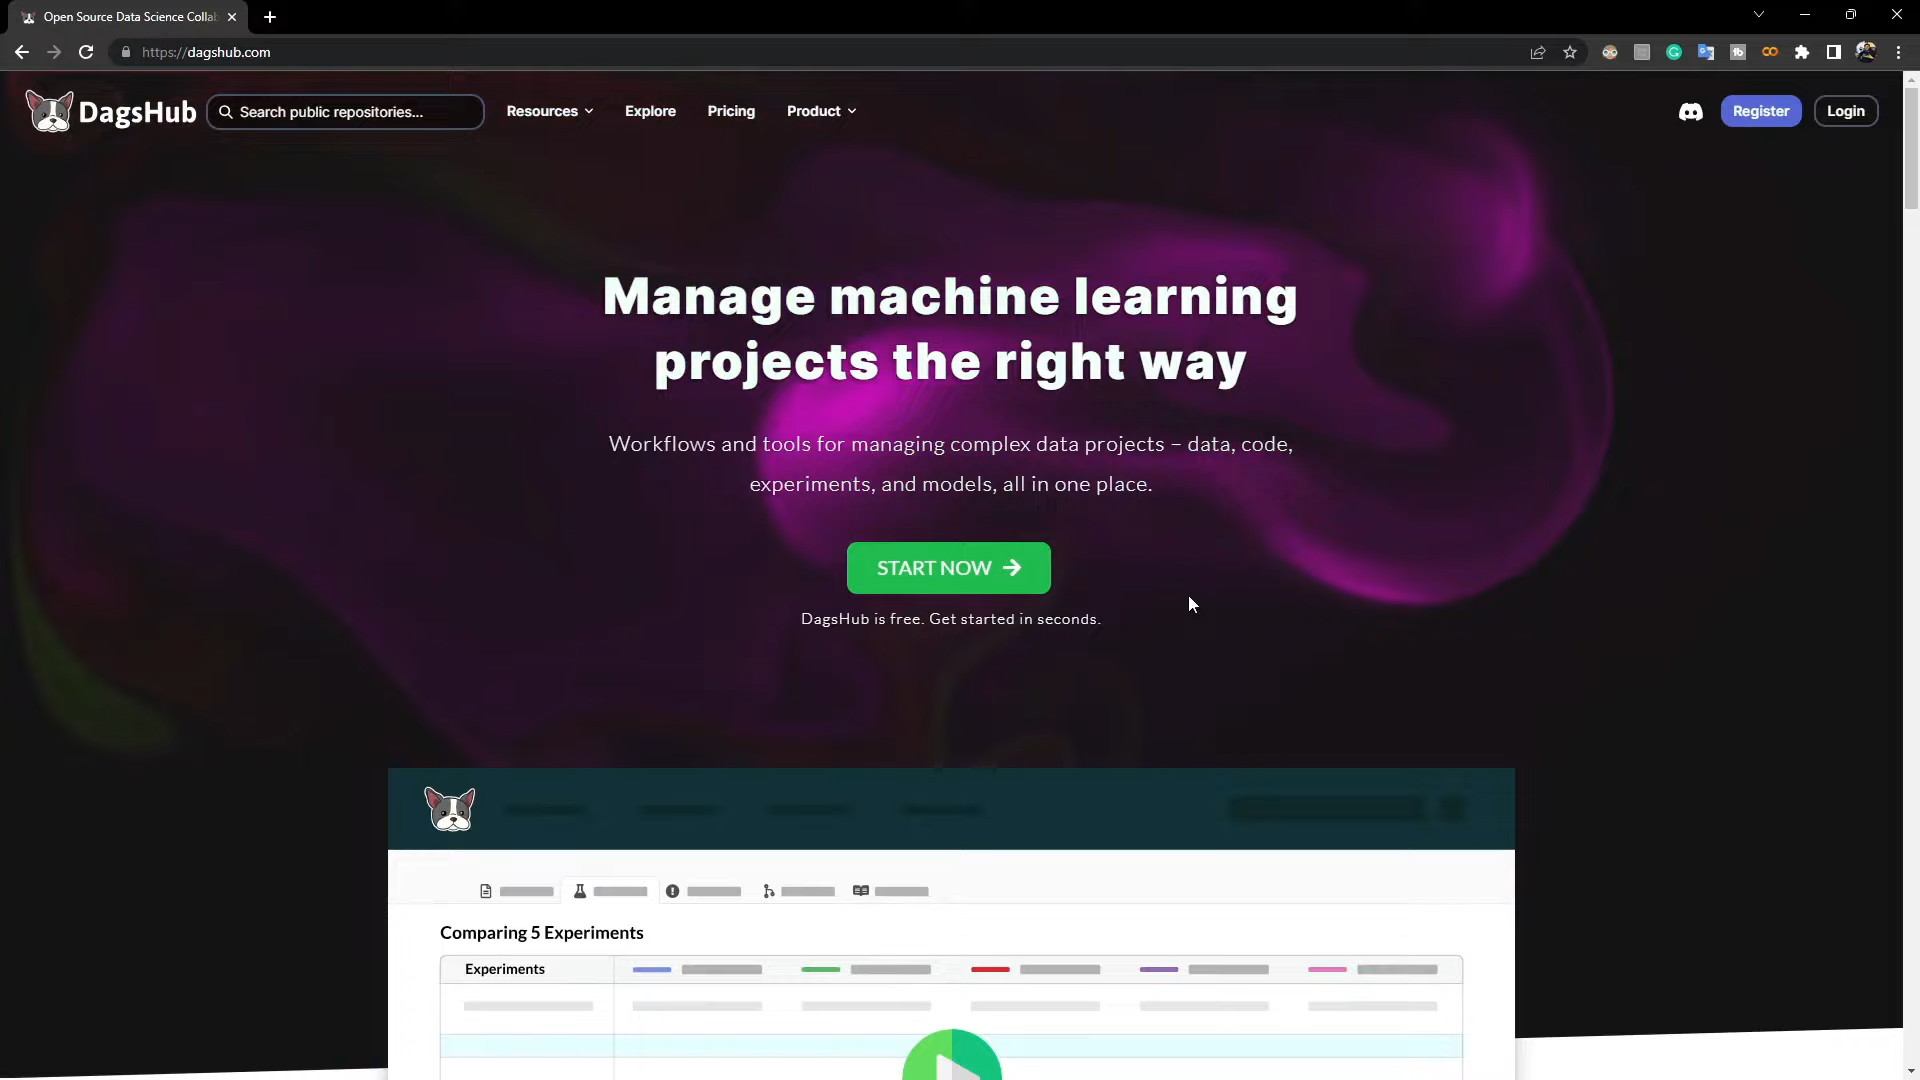 Open Source Data Science Collab
https://dagshub.com
DagsHub
Search public repositories...
Resources
Explore
Pricing
Product
Register
Login
Manage machine learning
projects the right way
Workflows and tools for managing complex data projects – data, code,
experiments, and models, all in one place.
START NOW
DagsHub is free. Get started in seconds.
Comparing 5 Experiments
Experiments